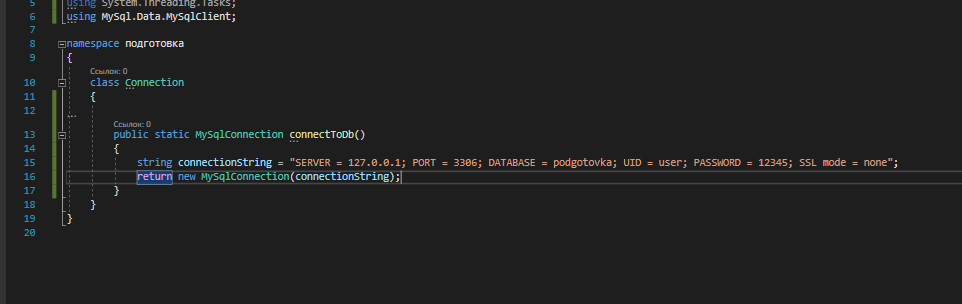 5 using System.Threading.Tasks;
6 using MySql.Data.MySqlClient;
7
8 namespace подготовка
9 {
Ссылок: 0
10 class Connection
11 {
12
Ссылок: 0
13 public static MySqlConnection connectToDb()
14 {
15 string connectionString = "SERVER = 127.0.0.1; PORT = 3306; DATABASE = podgotovka; UID = user; PASSWORD = 12345; SSL mode = none";
16 return new MySqlConnection(connectionString);
17 }
18 }
19 }
20